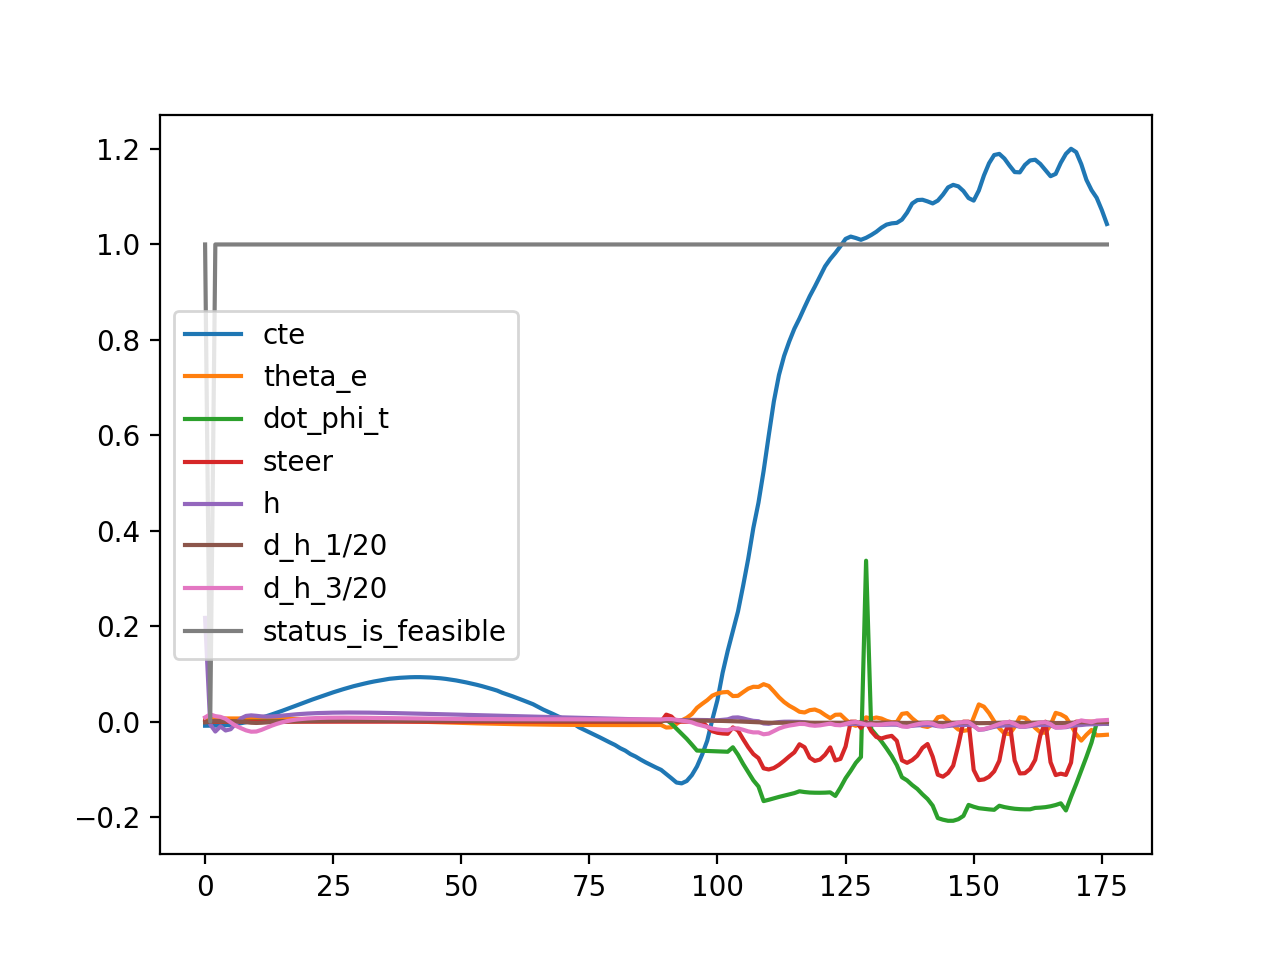 1.2
1.0
0.8
0.6
0.4
0.2
0.0
−0.2
cte
theta_e
dot_phi_t
steer
h
d_h_1/20
d_h_3/20
status_is_feasible
0 25 50 75 100 125 150 175